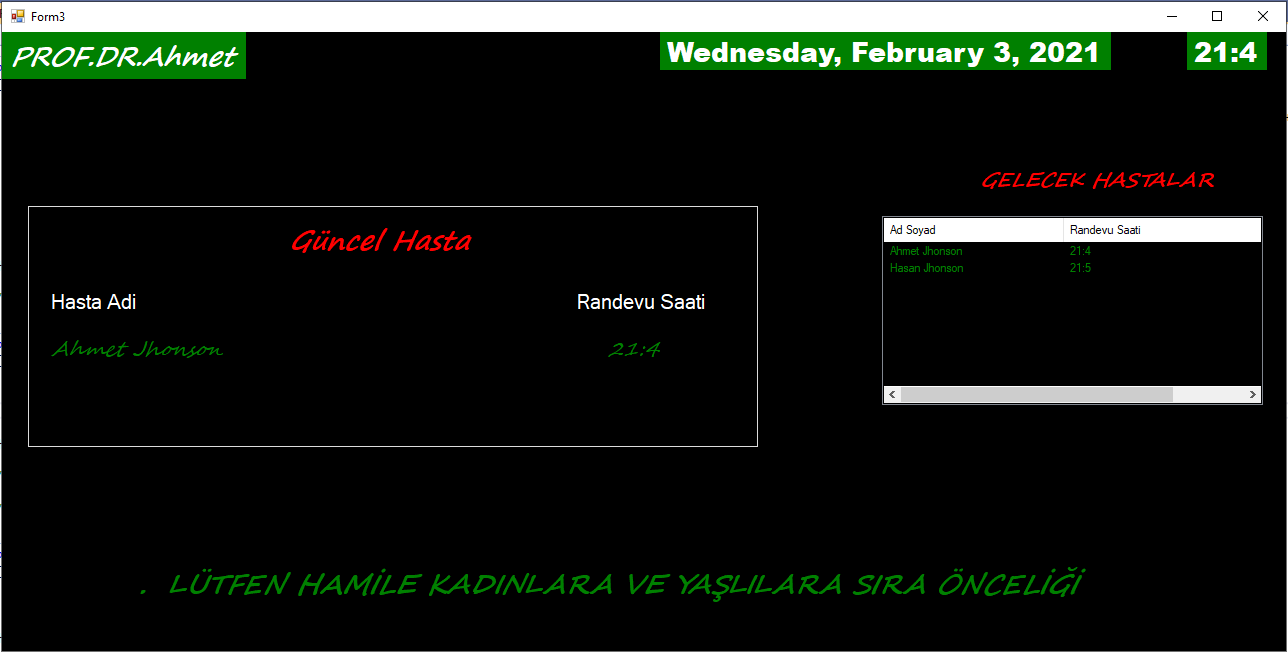 Form3
PROF.DR.Ahmet
Wednesday, February 3, 2021
21:4
GELECEK HASTALAR
Güncel Hasta
Hasta Adi Randevu Saati
Ahmet Jhonson 21:4
Ad Soyad Randevu Saati
Ahmet Jhonson 21:4
Hasan Jhonson 21:5
. LÜTFEN HAMİLE KADINLARA VE YAŞLILARA SIRA ÖNCELİĞİ